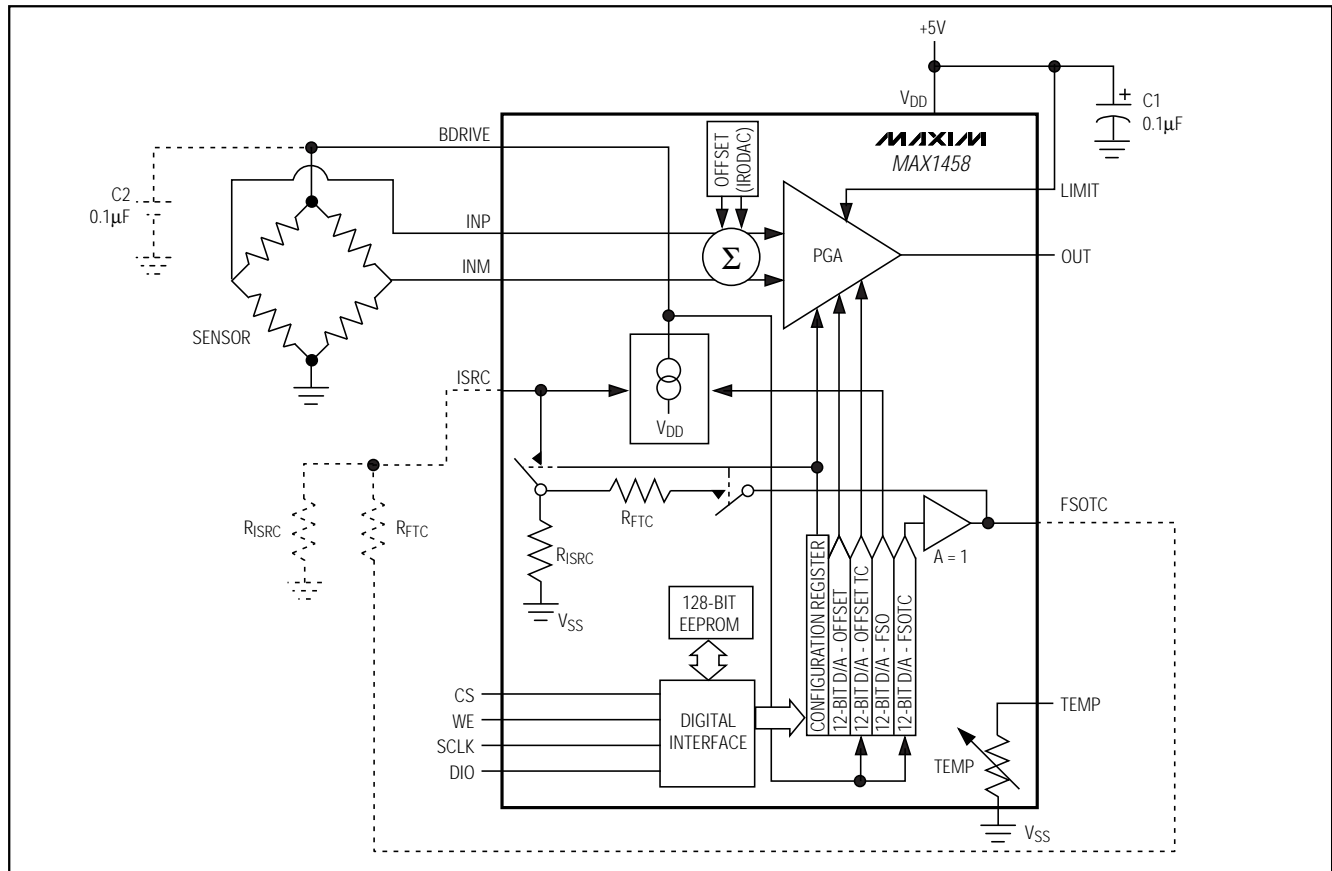 +5V
VDD
C1
0.1µF
+
MAXIM
MAX1458
BDRIVE
OFFSET
(IRODAC)
LIMIT
C2
0.1µF
INP
Σ
PGA
OUT
INM
SENSOR
ISRC
VDD
RFTC
FSOTC
RISRC
RFTC
RISRC
A = 1
VSS
128-BIT
EEPROM
CONFIGURATION REGISTER
12-BIT D/A - OFFSET
12-BIT D/A - OFFSET TC
12-BIT D/A - FSO
12-BIT D/A - FSOTC
CS
WE
SCLK
DIO
DIGITAL
INTERFACE
TEMP
TEMP
VSS